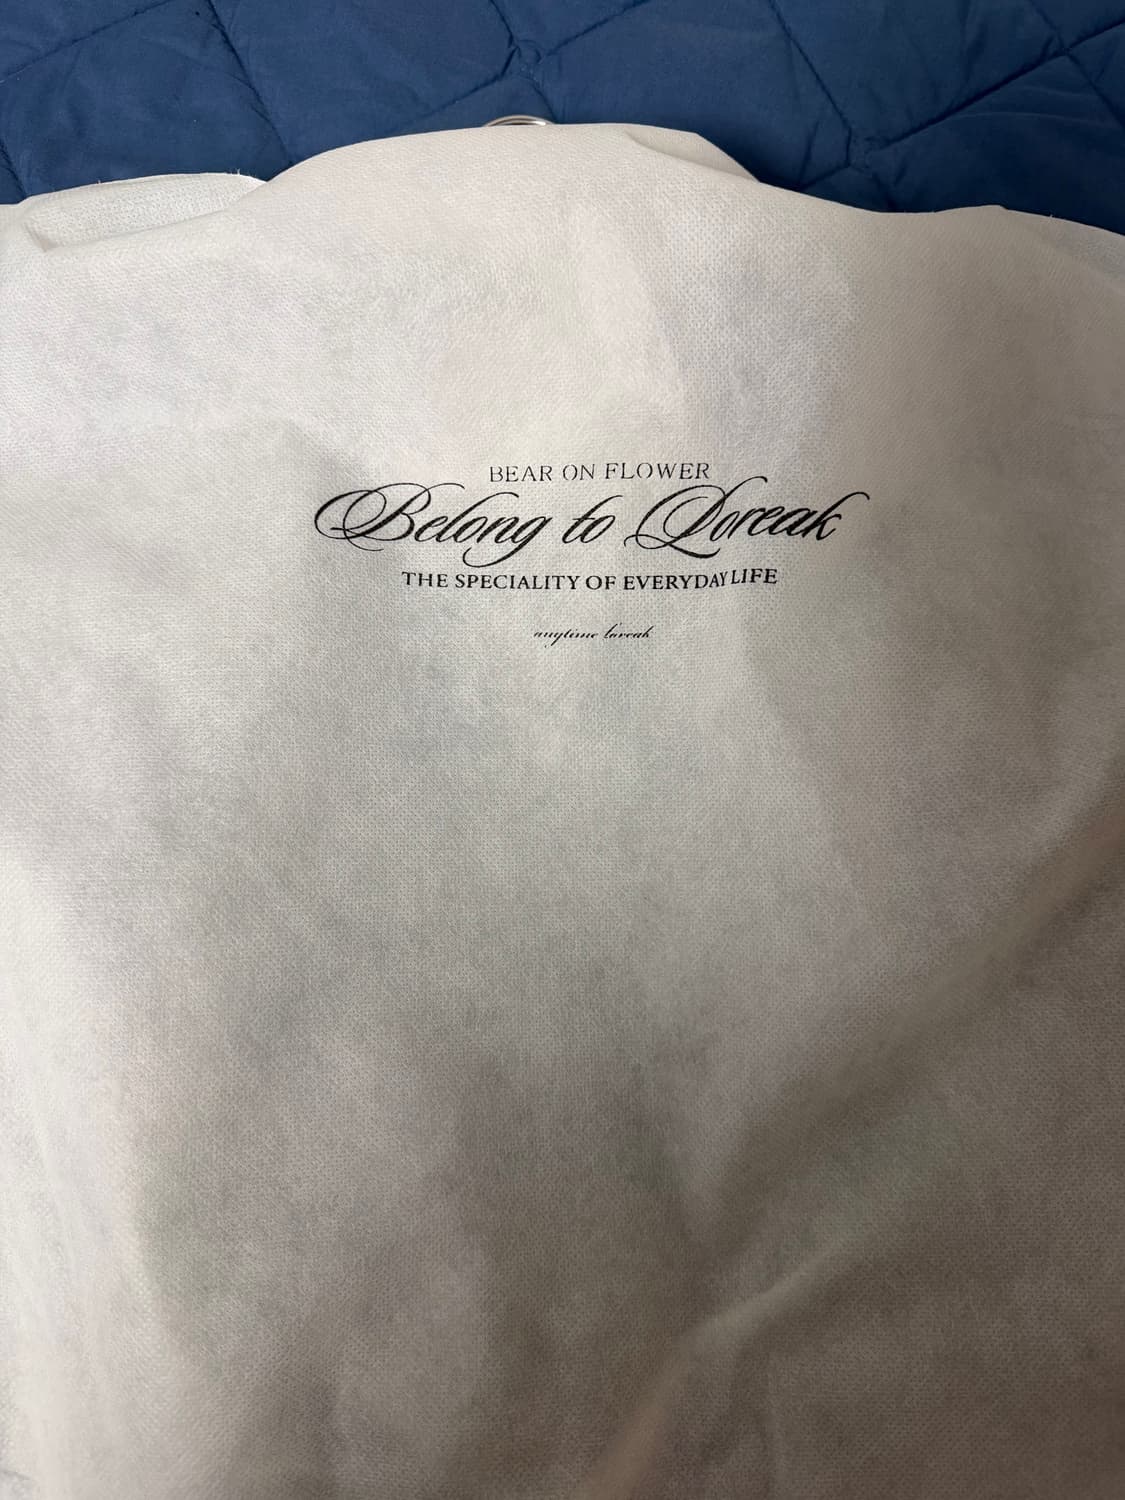 BEAR ON FLOWER
Belong to Loreak
THE SPECIALITY OF EVERYDAY LIFE
anytime loreak